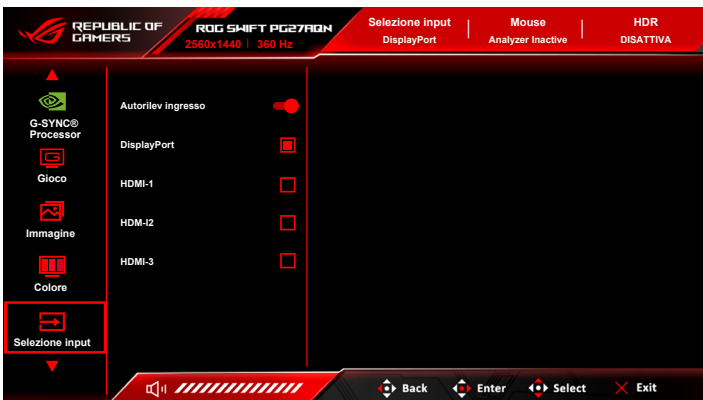 REPUBLIC OF
GAMERS
ROG SWIFT PG27AQN
2560x1440 | 360 Hz
Selezione input
DisplayPort
Mouse
Analyzer Inactive
HDR
DISATTIVA
G-SYNC®
Processor
Gioco
Immagine
Colore
Selezione input
Autorilev ingresso
DisplayPort
HDMI-1
HDM-I2
HDMI-3
Back
Enter
Select
Exit